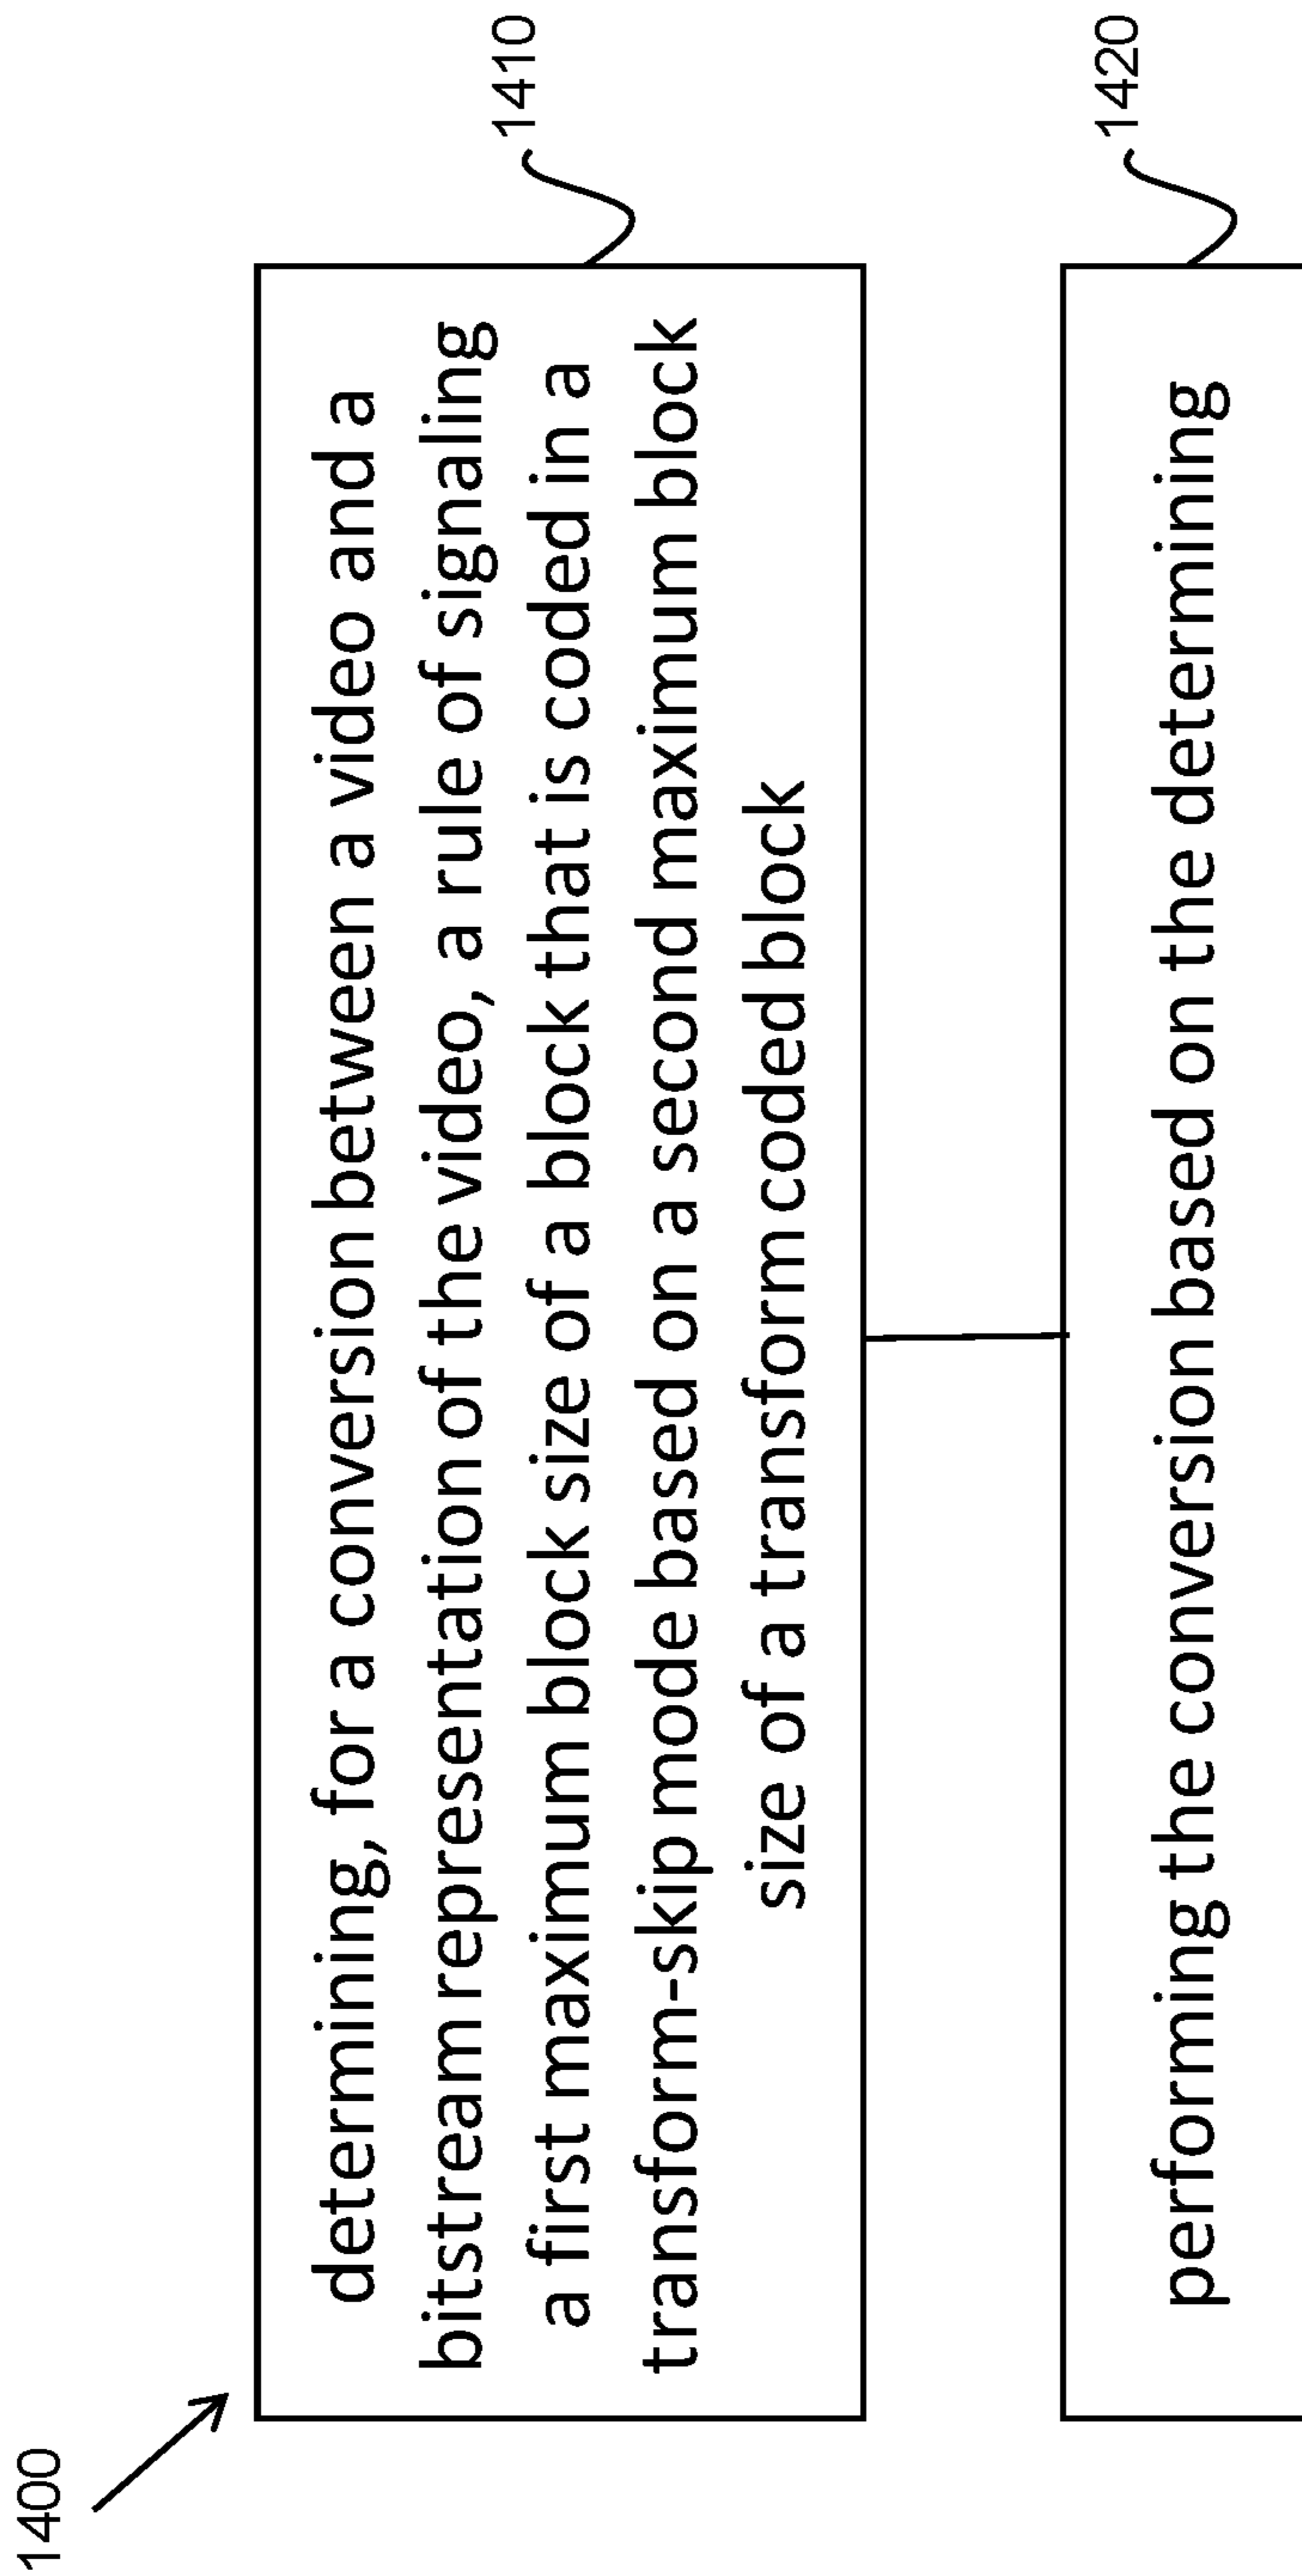 1400
determining, for a conversion between a video and a
bitstream representation of the video, a rule of signaling
a first maximum block size of a block that is coded in a
transform-skip mode based on a second maximum block
size of a transform coded block
1410
performing the conversion based on the determining
1420